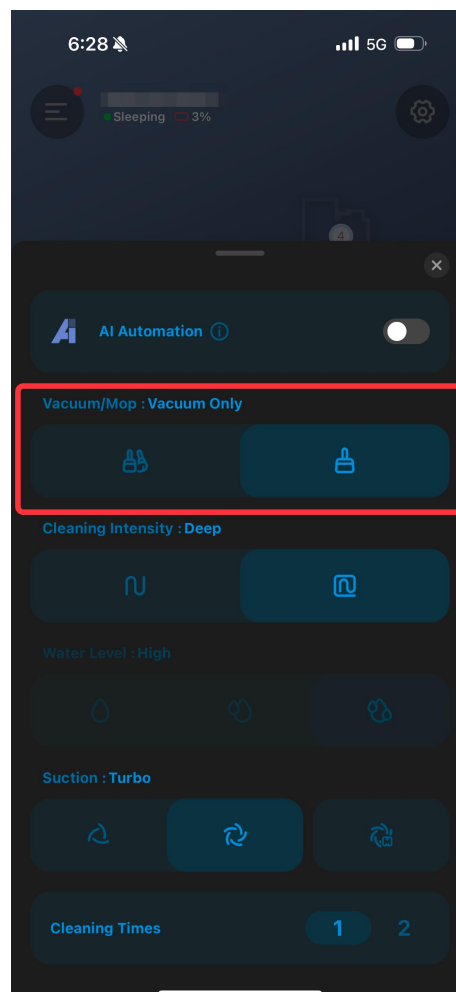 6:28
5G
Sleeping 3%
4
AI Automation
Vacuum/Mop : Vacuum Only
Cleaning Intensity : Deep
Water Level : High
Suction : Turbo
M
Cleaning Times 1 2